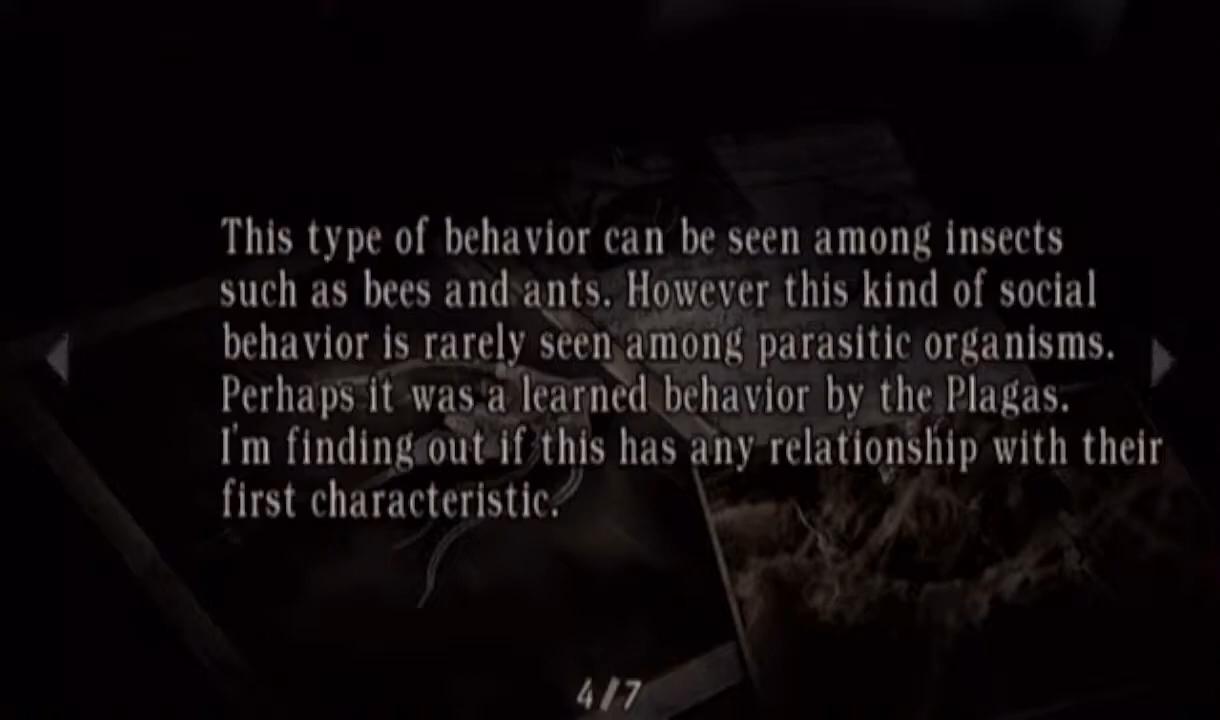 This type of behavior can be seen among insects
such as bees and ants. However this kind of social
behavior is rarely seen among parasitic organisms.
Perhaps it was a learned behavior by the Plagas.
I'm finding out if this has any relationship with their
first characteristic.
4/7